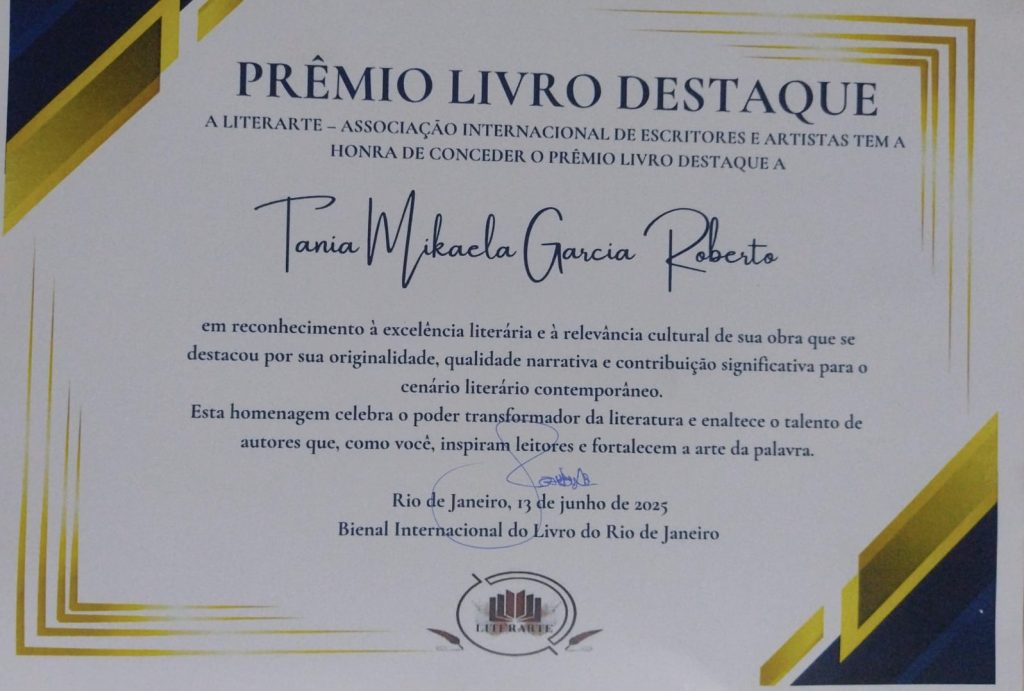 PRÊMIO LIVRO DESTAQUE
A LITERARTE – ASSOCIAÇÃO INTERNACIONAL DE ESCRITORES E ARTISTAS TEM A
HONRA DE CONCEDER O PRÊMIO LIVRO DESTAQUE A
Tania Mikaela Garcia Roberto
em reconhecimento à excelência literária e à relevância cultural de sua obra que se
destacou por sua originalidade, qualidade narrativa e contribuição significativa para o
cenário literário contemporâneo.
Esta homenagem celebra o poder transformador da literatura e enaltece o talento de
autores que, como você, inspiram leitores e fortalecem a arte da palavra.
Rio de Janeiro, 13 de junho de 2025
Bienal Internacional do Livro do Rio de Janeiro
LITERARTE